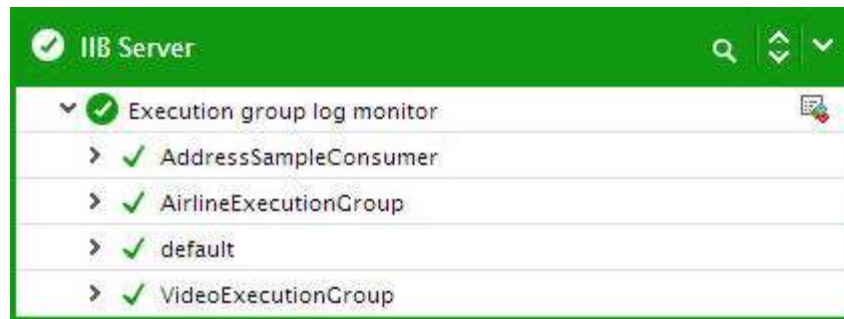 IIB Server
Execution group log monitor
AddressSampleConsumer
AirlineExecutionGroup
default
VideoExecutionGroup